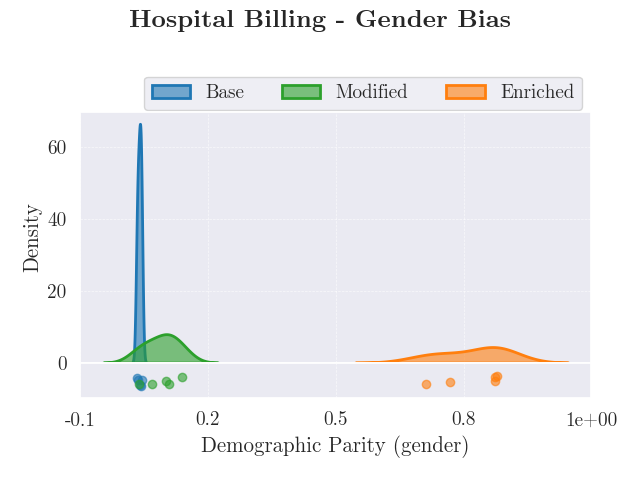 Hospital Billing - Gender Bias
Base Modified Enriched
60
40
20
0
Density
-0.1 0.2 0.5 0.8 1e+00
Demographic Parity (gender)